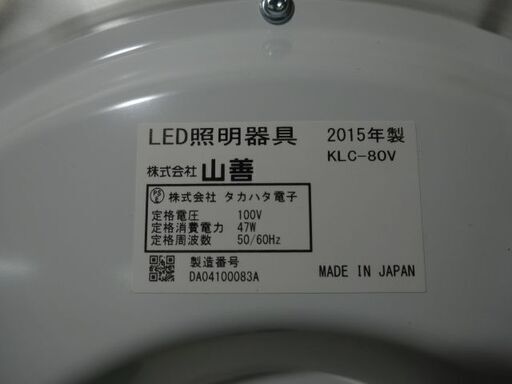 LED照明器具 2015年製
KLC-80V
株式会社 山善
PSE 株式会社 タカハタ電子
定格電圧 100V
定格消費電力 47W
定格周波数 50/60Hz
製造番号
DA04100083A
MADE IN JAPAN